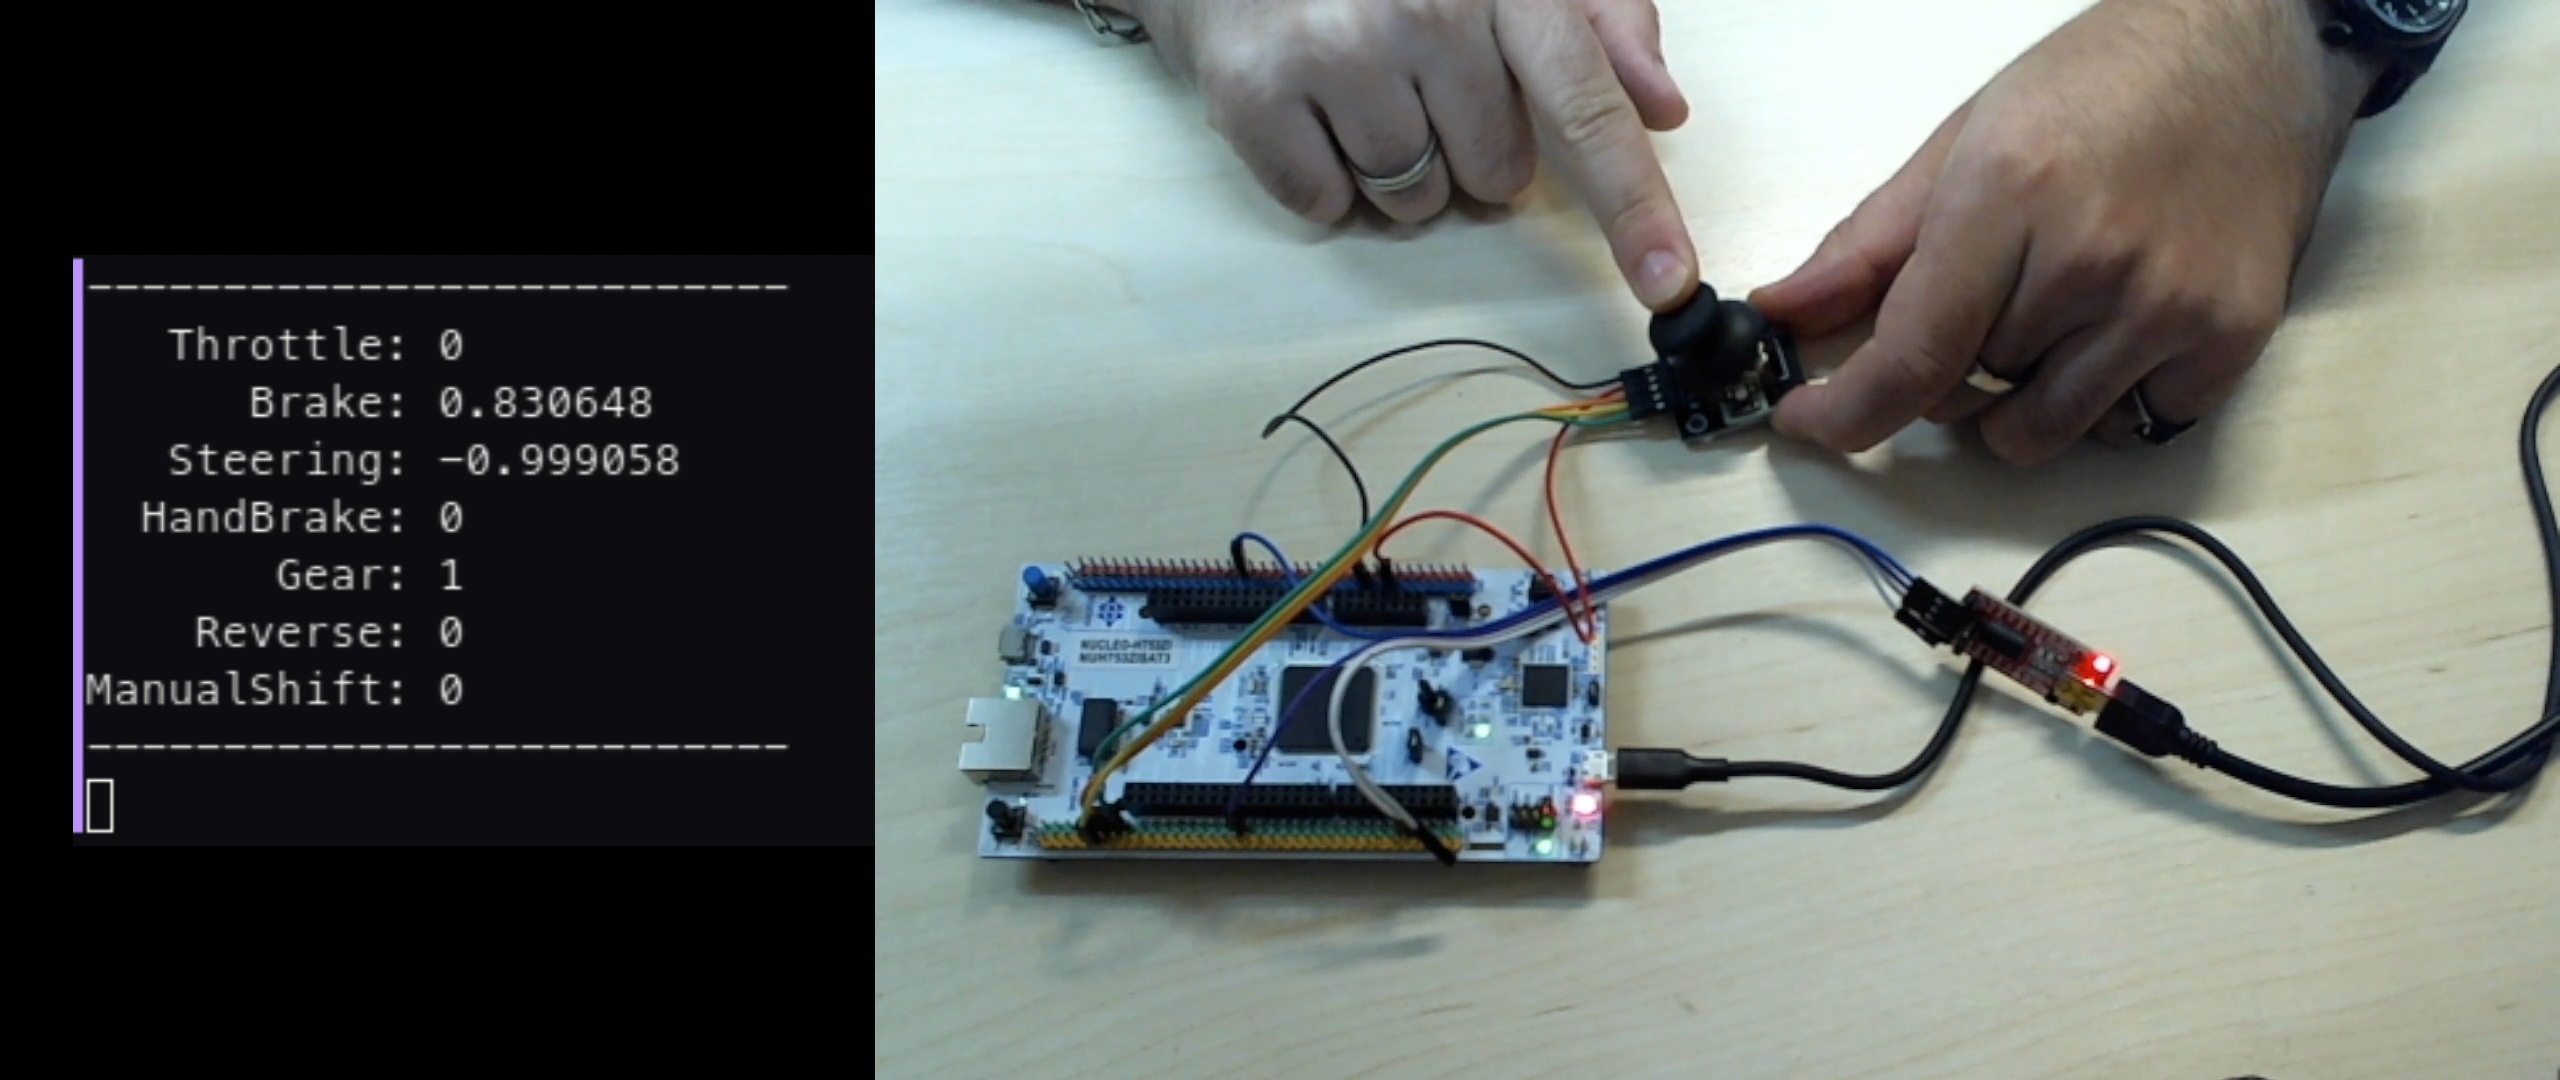 ---------------------------
Throttle: 0
Brake: 0.830648
Steering: -0.999058
HandBrake: 0
Gear: 1
Reverse: 0
ManualShift: 0
---------------------------
NUCLEO-H753ZI